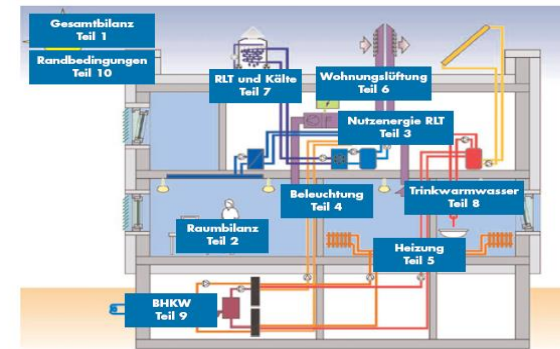 Gesamtbilanz
Teil 1
Randbedingungen
Teil 10
RLT und Kälte
Teil 7
Wohnungslüftung
Teil 6
Nutzenergie RLT
Teil 3
Beleuchtung
Teil 4
Trinkwarmwasser
Teil 8
Raumbilanz
Teil 2
Heizung
Teil 5
BHKW
Teil 9